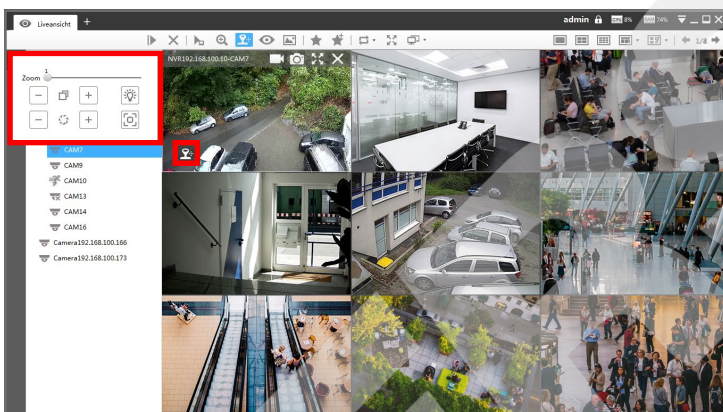 Liveansicht
+
admin
8%
74%
1/8
NVR192.168.100.10-CAM7
Zoom
1
CAM7
CAM9
CAM10
CAM13
CAM14
CAM16
Camera192.168.100.166
Camera192.168.100.173